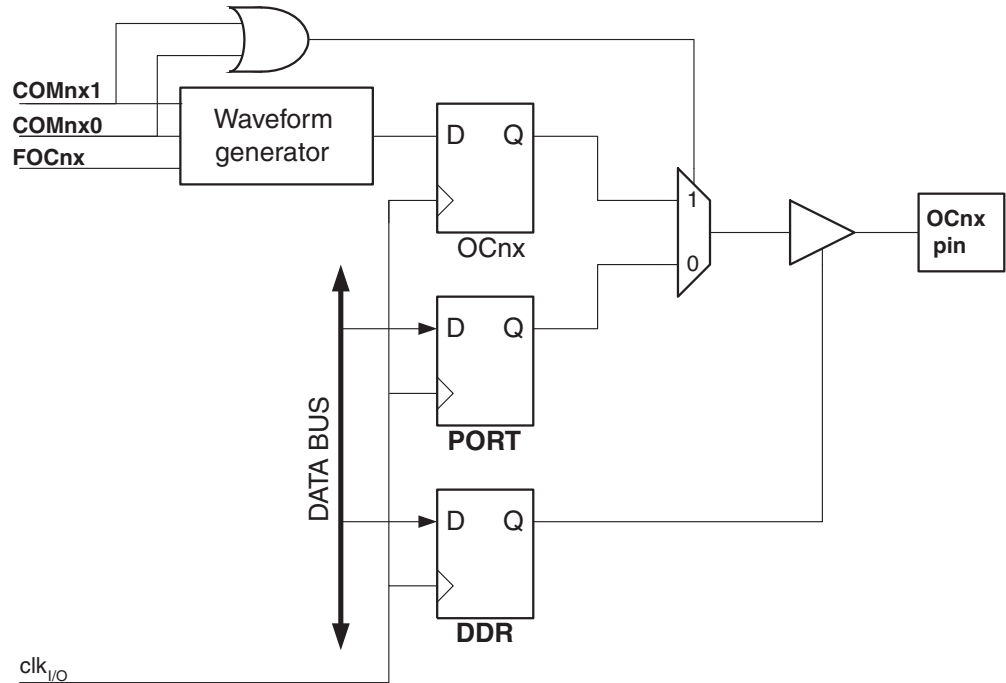 COMnx1
COMnx0
FOCnx
Waveform
generator
D Q
OCnx
1
0
OCnx
pin
D Q
PORT
DATA BUS
D Q
DDR
clkI/O